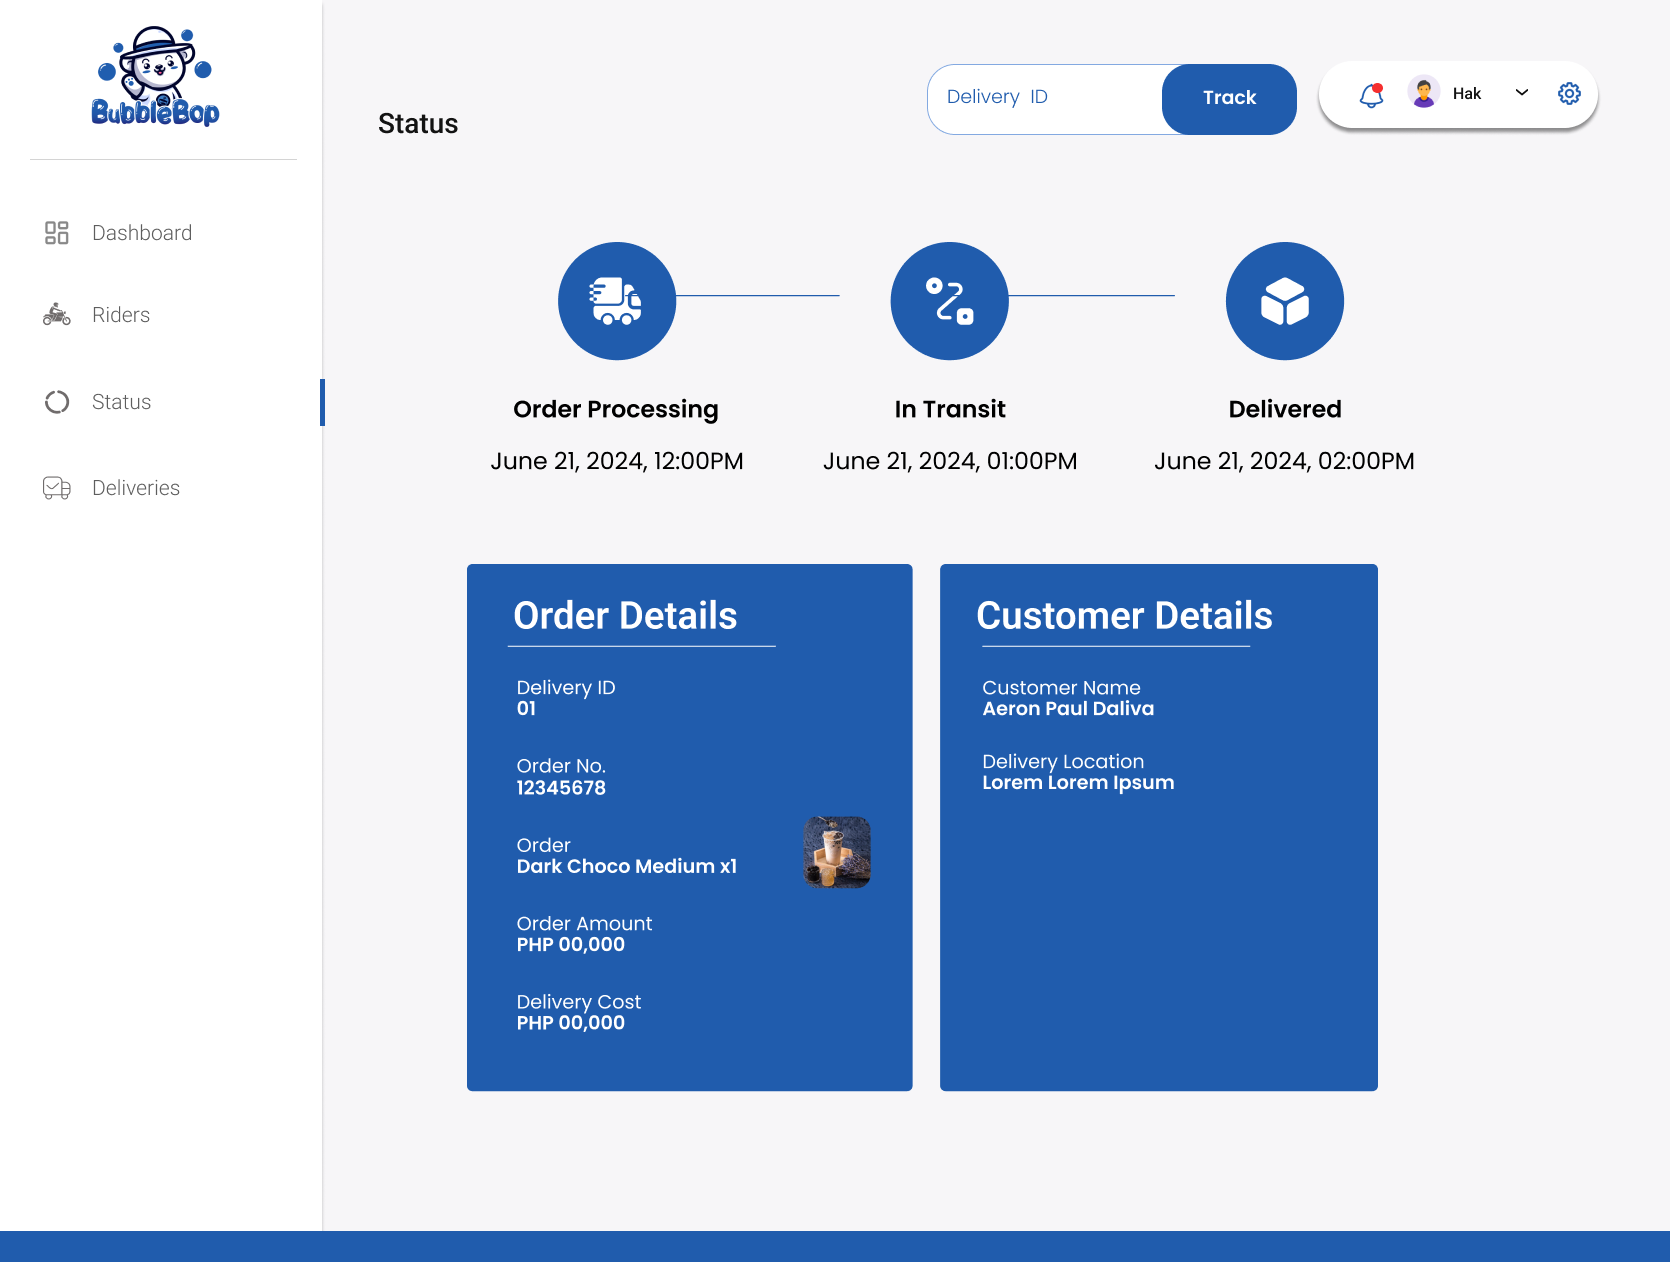 BubbleBop
Dashboard
Riders
Status
Deliveries
Status
Delivery ID
Track
Hak
Order Processing
June 21, 2024, 12:00PM
In Transit
June 21, 2024, 01:00PM
Delivered
June 21, 2024, 02:00PM
Order Details
Delivery ID
01
Order No.
12345678
Order
Dark Choco Medium x1
Order Amount
PHP 00,000
Delivery Cost
PHP 00,000
Customer Details
Customer Name
Aeron Paul Daliva
Delivery Location
Lorem Lorem Ipsum